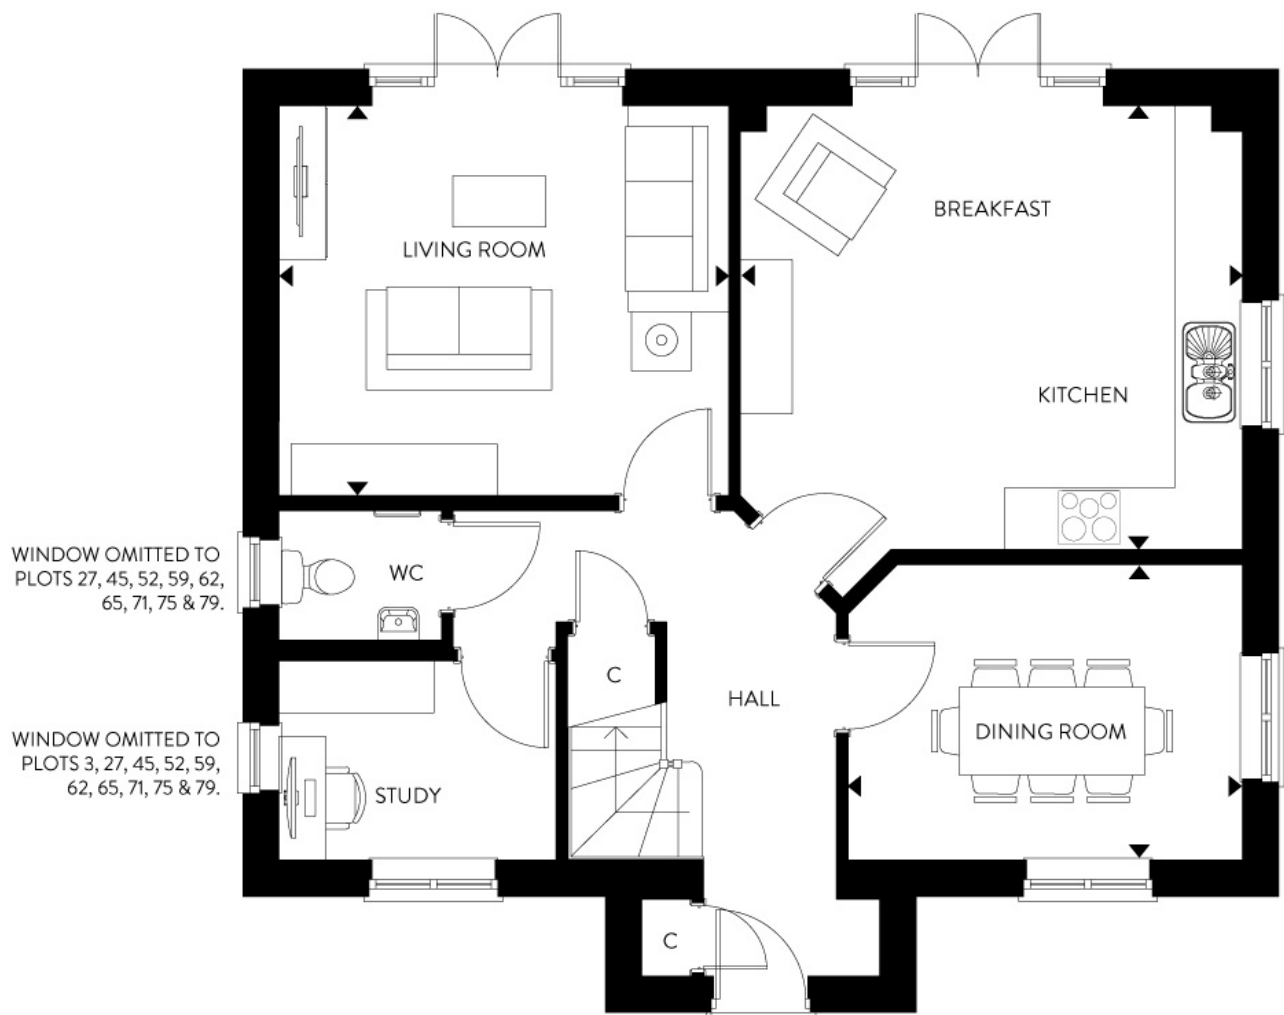 BREAKFAST
LIVING ROOM
KITCHEN
WINDOW OMITTED TO
PLOTS 27, 45, 52, 59, 62,
65, 71, 75 & 79.
WC
C
HALL
DINING ROOM
WINDOW OMITTED TO
PLOTS 3, 27, 45, 52, 59,
62, 65, 71, 75 & 79.
STUDY
C